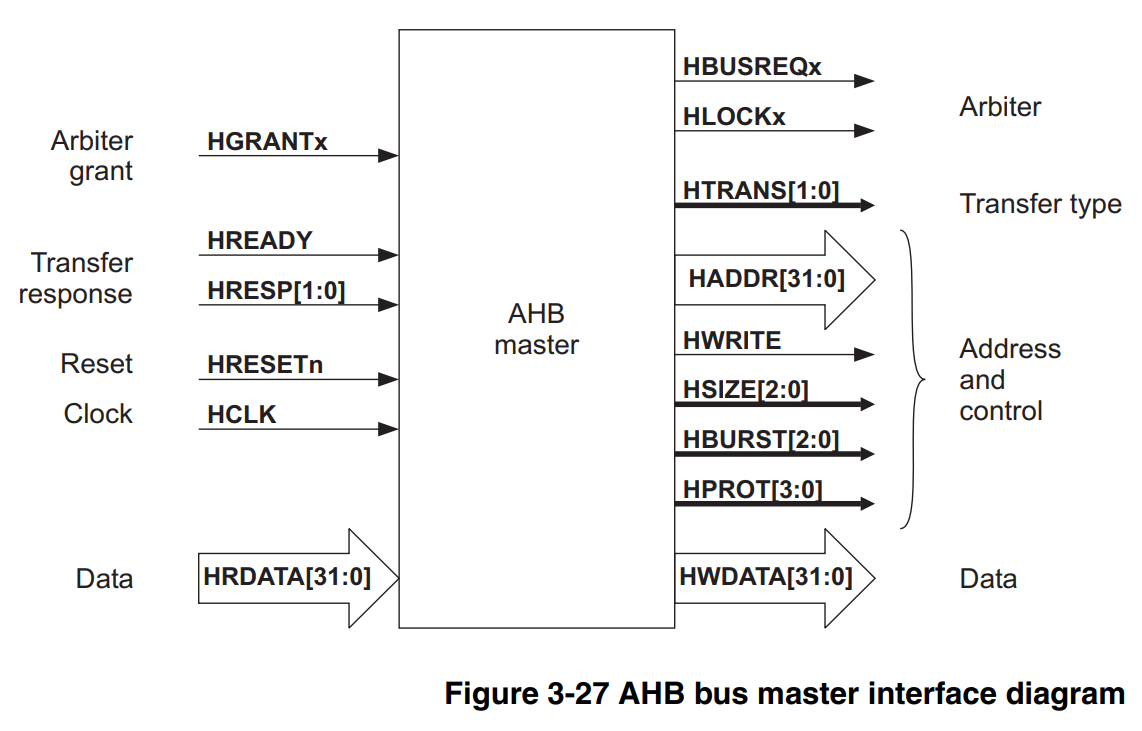 Arbiter
grant
HGRANTx
Transfer
response
HREADY
HRESP[1:0]
Reset
HRESETn
Clock
HCLK
Data
HRDATA[31:0]
AHB
master
HBUSREQx
HLOCKx
Arbiter
HTRANS[1:0]
Transfer type
HADDR[31:0]
HWRITE
HSIZE[2:0]
HBURST[2:0]
HPROT[3:0]
Address
and
control
HWDATA[31:0]
Data
Figure 3-27 AHB bus master interface diagram